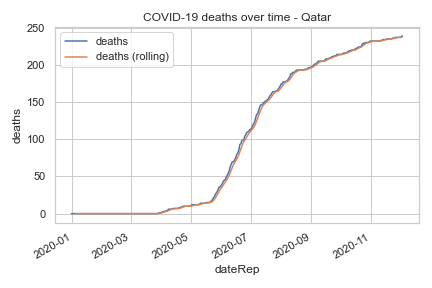 COVID-19 deaths over time - Qatar
deaths
deaths (rolling)
250
200
150
100
50
0
deaths
2020-01
2020-03
2020-05
2020-07
2020-09
2020-11
dateRep